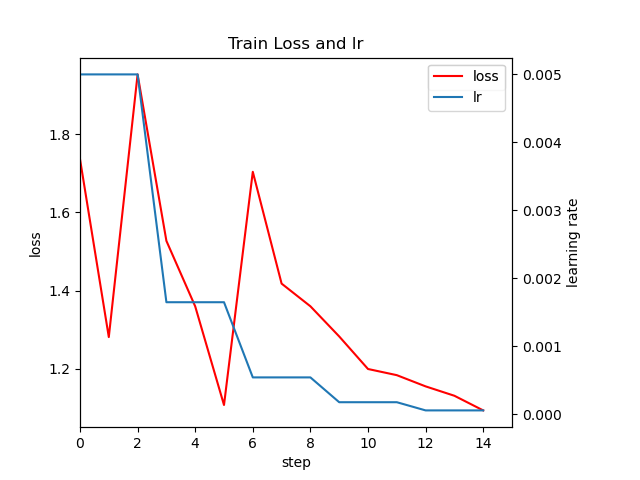 Train Loss and lr
loss
lr
loss
1.8
1.6
1.4
1.2
0.005
0.004
0.003
0.002
0.001
0.000
learning rate
0 2 4 6 8 10 12 14
step